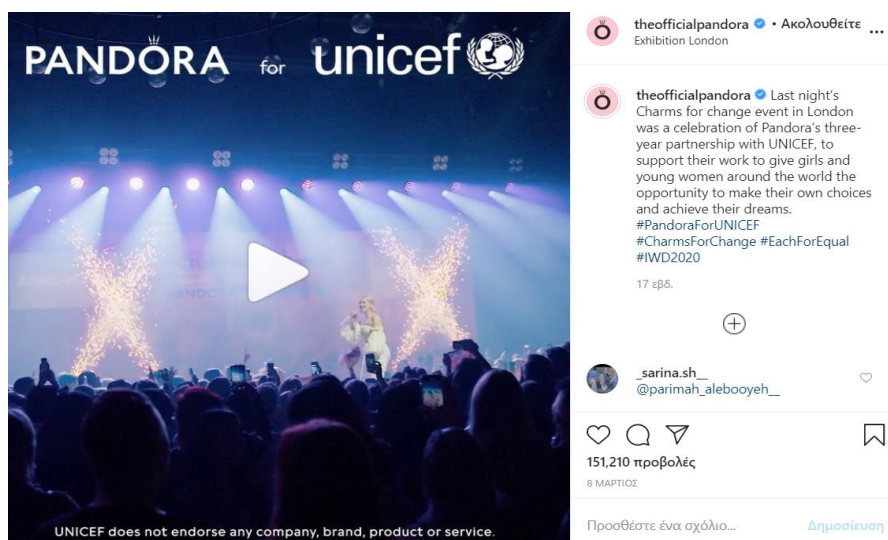 PANDÖRA for unicef
UNICEF does not endorse any company, brand, product or service.
theofficialpandora • Ακολουθείτε
Exhibition London
theofficialpandora Last night's
Charms for change event in London
was a celebration of Pandora's three-
year partnership with UNICEF, to
support their work to give girls and
young women around the world the
opportunity to make their own choices
and achieve their dreams.
#PandoraForUNICEF
#CharmsForChange #EachForEqual
#IWD2020
17 εβδ.
_sarina.sh__
@parimah_alebooyeh__
151,210 προβολές
8 ΜΑΡΤΙΟΣ
Προσθέστε ένα σχόλιο...
Δημοσίευση